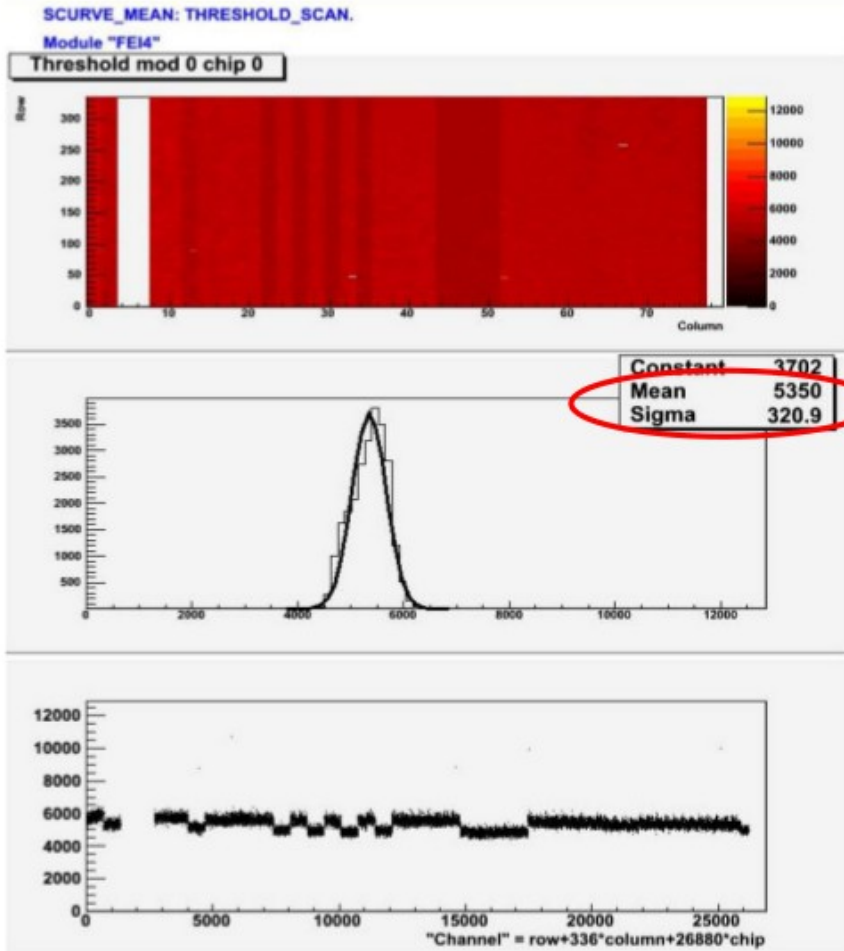 SCURVE_MEAN: THRESHOLD_SCAN.
Module "FEI4"
Threshold mod 0 chip 0
Row
300
250
200
150
100
50
0
0 10 20 30 40 50 60 70
Column
12000
10000
8000
6000
4000
2000
0
Constant 3702
Mean 5350
Sigma 320.9
3500
3000
2500
2000
1500
1000
500
0 2000 4000 6000 8000 10000 12000
12000
10000
8000
6000
4000
2000
0
0 5000 10000 15000 20000 25000
"Channel" = row+336*column+26880*chip